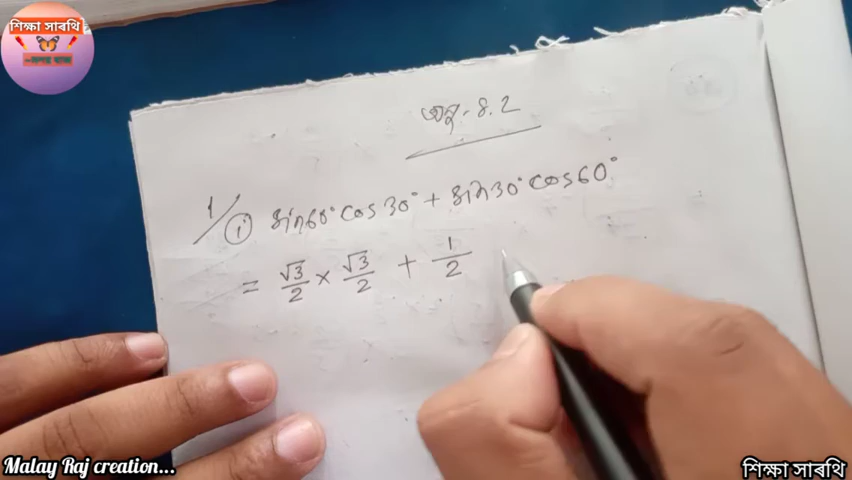 শিক্ষা সাৰথি
অনু-8.2
1/
(i) sin60° cos 30° + sin30° cos60°
= √3/2 × √3/2 + 1/2
Malay Raj creation...
শিক্ষা সাৰথি